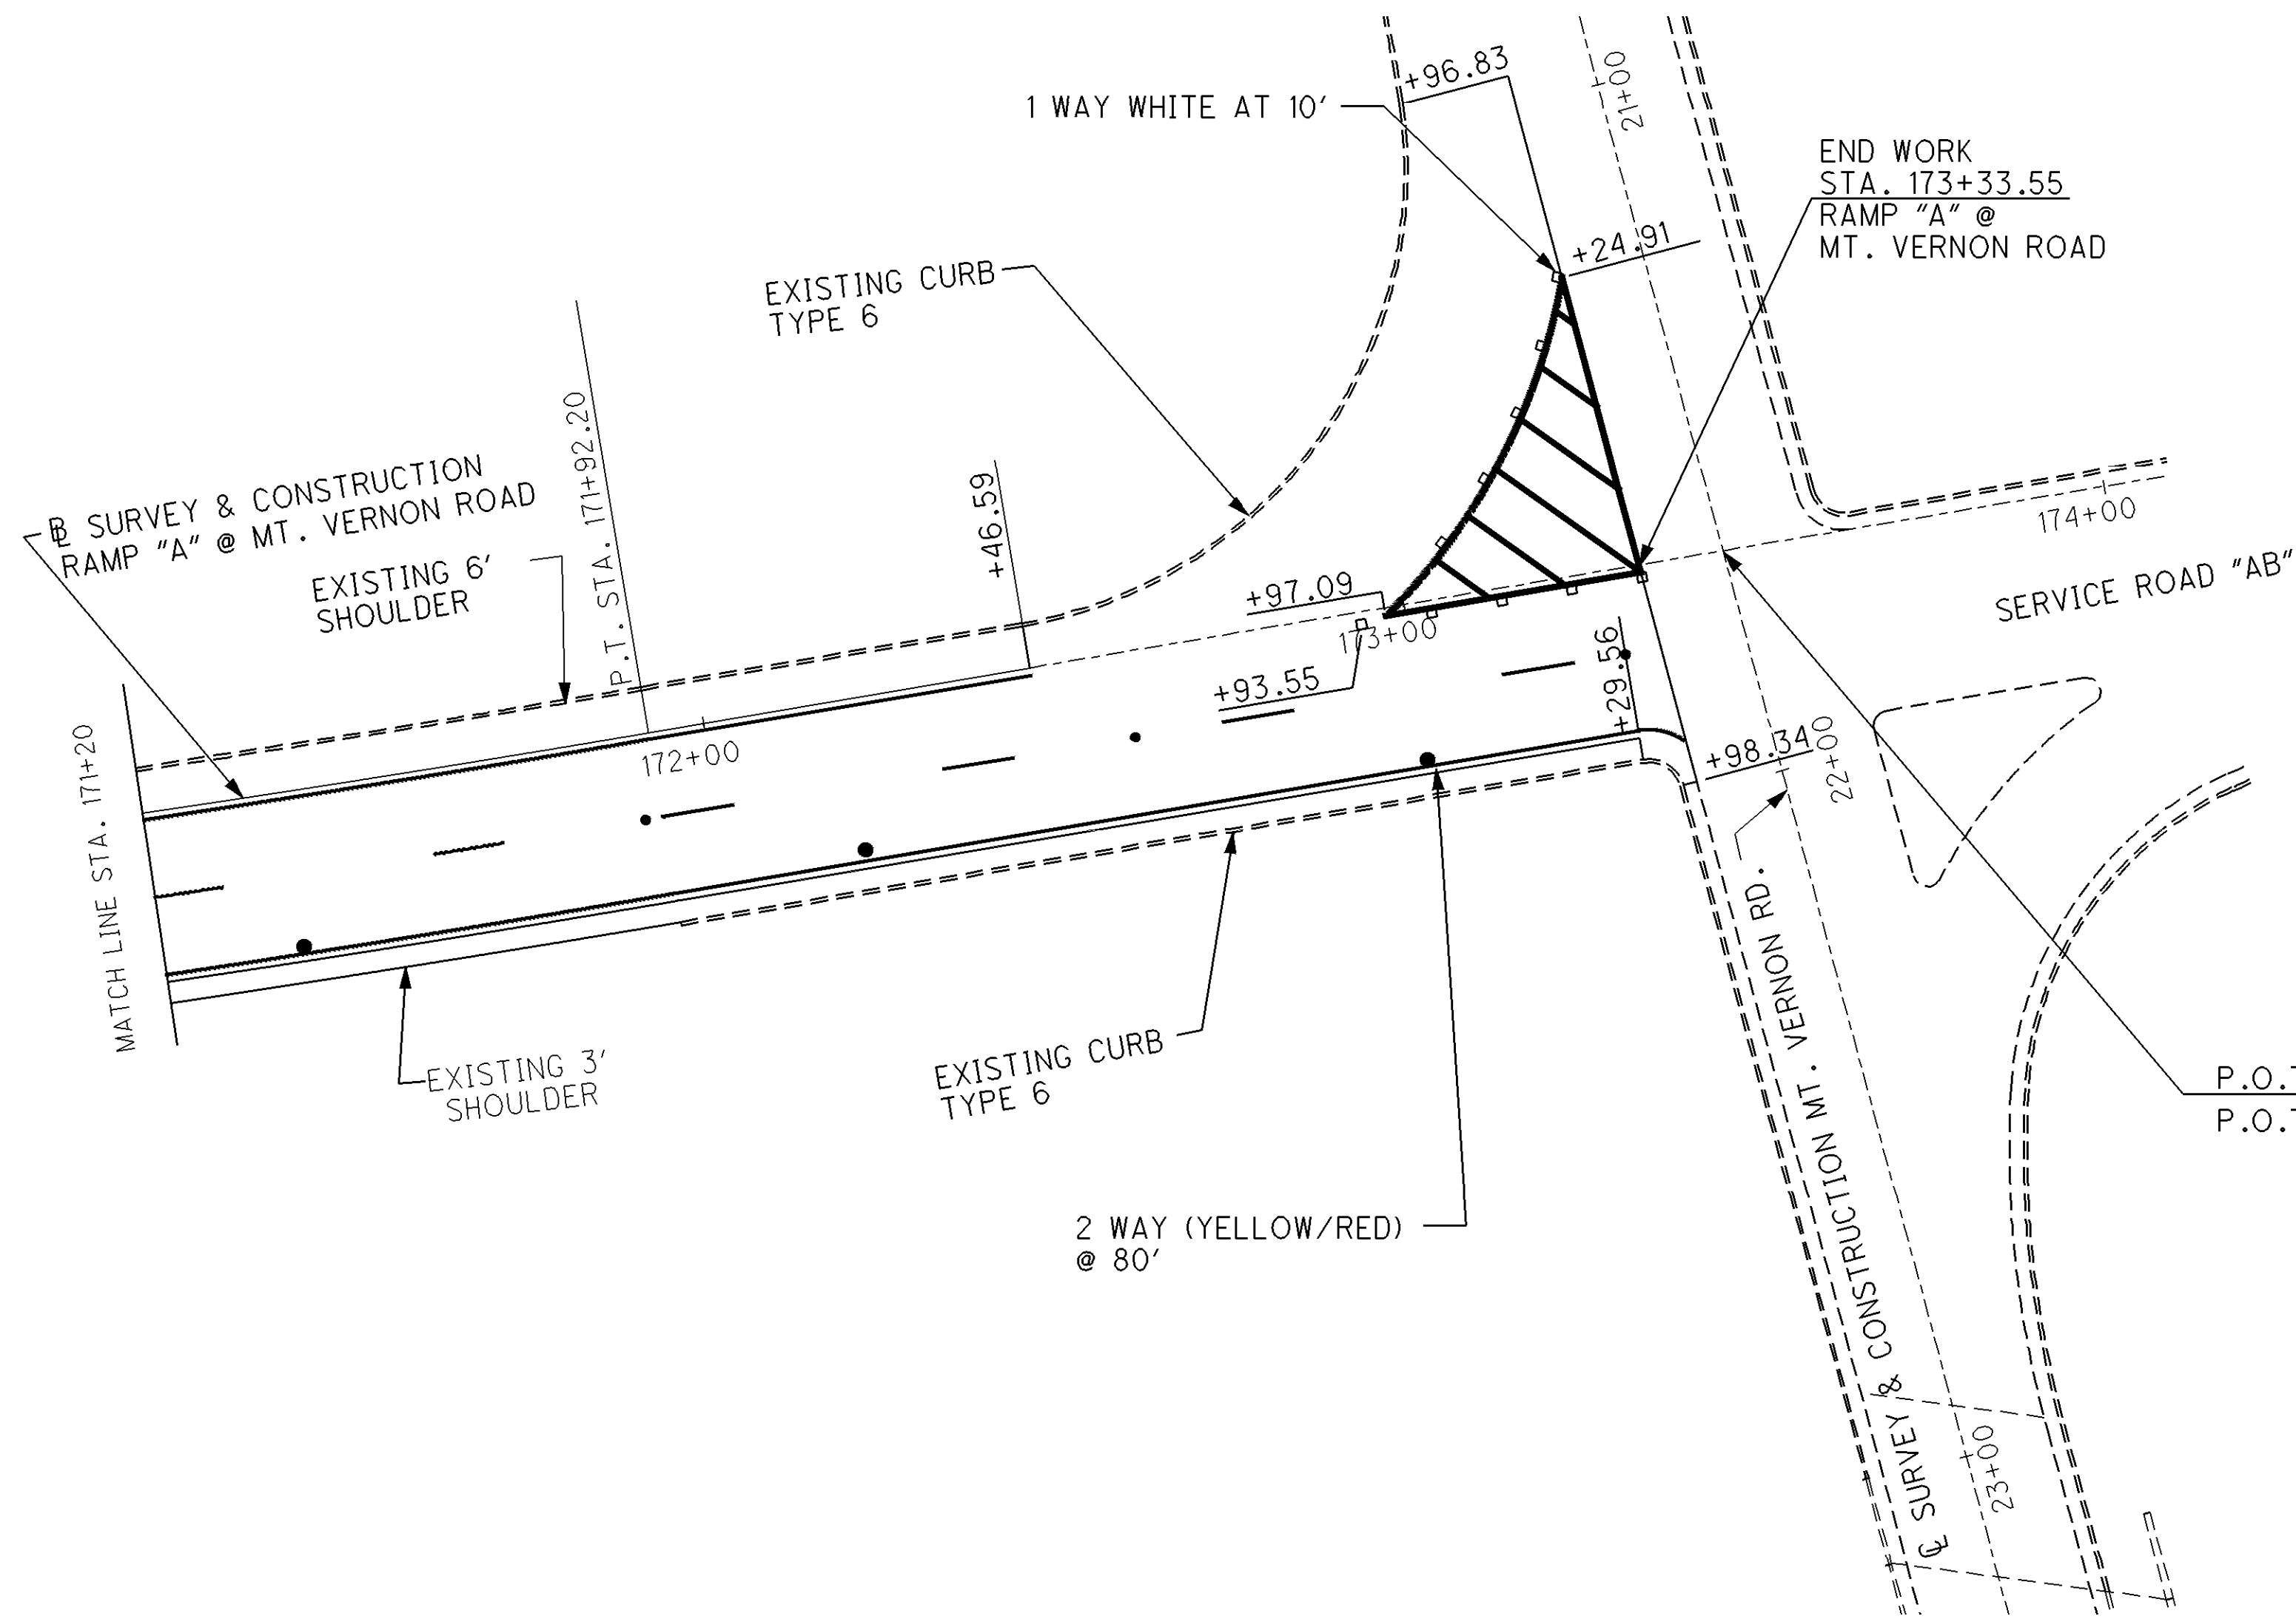 +96.83
1 WAY WHITE AT 10'
21+00
END WORK
STA. 173+33.55
RAMP "A" @
MT. VERNON ROAD
+24.91
EXISTING CURB
TYPE 6
P.T. STA. 171+92.20
+46.59
℄ SURVEY & CONSTRUCTION
RAMP "A" @ MT. VERNON ROAD
EXISTING 6'
SHOULDER
174+00
SERVICE ROAD "AB"
+97.09
173+00
+93.55
+29.56
MATCH LINE STA. 171+20
172+00
+98.34
22+00
EXISTING 3'
SHOULDER
EXISTING CURB
TYPE 6
P.O.T
P.O.T
2 WAY (YELLOW/RED)
@ 80'
℄ SURVEY & CONSTRUCTION MT. VERNON RD.
23+00